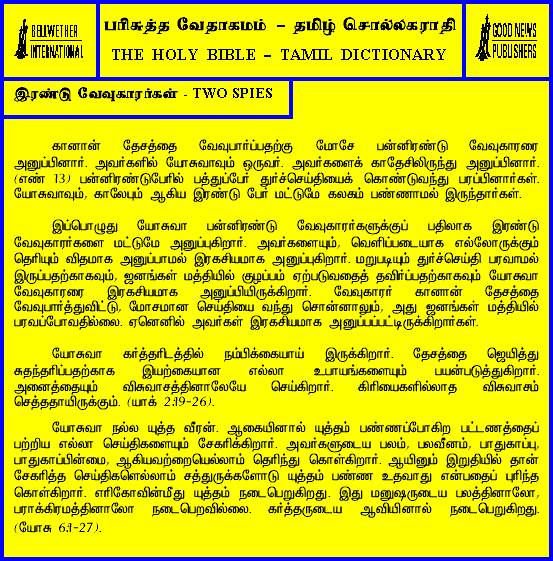 BELLWETHER
INTERNATIONAL
பரிசுத்த வேதாகமம் – தமிழ் சொல்லகராதி
THE HOLY BIBLE – TAMIL DICTIONARY
GOOD NEWS
PUBLISHERS
இரண்டு வேவுகாரர்கள் - TWO SPIES
கானான் தேசத்தை வேவுபார்ப்பதற்கு மோசே பன்னிரண்டு வேவுகாரரை
அனுப்பினார். அவர்களில் யோசுவாவும் ஒருவர். அவர்களைக் காதேசிலிருந்து அனுப்பினார்.
(எண் 13) பன்னிரண்டுபேரில் பத்துப்பேர் துர்ச்செய்தியைக் கொண்டுவந்து பரப்பினார்கள்.
யோசுவாவும், காலேபும் ஆகிய இரண்டு பேர் மட்டுமே கலகம் பண்ணாமல் இருந்தார்கள்.
இப்பொழுது யோசுவா பன்னிரண்டு வேவுகாரர்களுக்குப் பதிலாக இரண்டு
வேவுகாரர்களை மட்டுமே அனுப்புகிறார். அவர்களையும், வெளிப்படையாக எல்லோருக்கும்
தெரியும் விதமாக அனுப்பாமல் இரகசியமாக அனுப்புகிறார். மறுபடியும் துர்ச்செய்தி பரவாமல்
இருப்பதற்காகவும், ஜனங்கள் மத்தியில் குழப்பம் ஏற்படுவதைத் தவிர்ப்பதற்காகவும் யோசுவா
வேவுகாரரை இரகசியமாக அனுப்பியிருக்கிறார். வேவுகாரர் கானான் தேசத்தை
வேவுபார்த்துவிட்டு, மோசமான செய்தியை வந்து சொன்னாலும், அது ஜனங்கள் மத்தியில்
பரவப்போவதில்லை. ஏனெனில் அவர்கள் இரகசியமாக அனுப்பப்பட்டிருக்கிறார்கள்.
யோசுவா கர்த்தரிடத்தில் நம்பிக்கையாய் இருக்கிறார். தேசத்தை ஜெயித்து
சுதந்தரிப்பதற்காக இயற்கையான எல்லா உபாயங்களையும் பயன்படுத்துகிறார்.
அனைத்தையும் விசுவாசத்தினாலேயே செய்கிறார். கிரியைகளில்லாத விசுவாசம்
செத்ததாயிருக்கும். (யாக் 2:19-26).
யோசுவா நல்ல யுத்த வீரன். ஆகையினால் யுத்தம் பண்ணப்போகிற பட்டணத்தைப்
பற்றிய எல்லா செய்திகளையும் சேகரிக்கிறார். அவர்களுடைய பலம், பலவீனம், பாதுகாப்பு,
பாதுகாப்பின்மை, ஆகியவற்றையெல்லாம் தெரிந்து கொள்கிறார். ஆயினும் இறுதியில் தான்
சேகரித்த செய்திகளெல்லாம் சத்துருக்களோடு யுத்தம் பண்ண உதவாது என்பதைப் புரிந்த
கொள்கிறார். எரிகோவின்மீது யுத்தம் நடைபெறுகிறது. இது மனுஷருடைய பலத்தினாலோ,
பராக்கிரமத்தினாலோ நடைபெறவில்லை. கர்த்தருடைய ஆவியினால் நடைபெறுகிறது.
(யோசு 6:1-27).